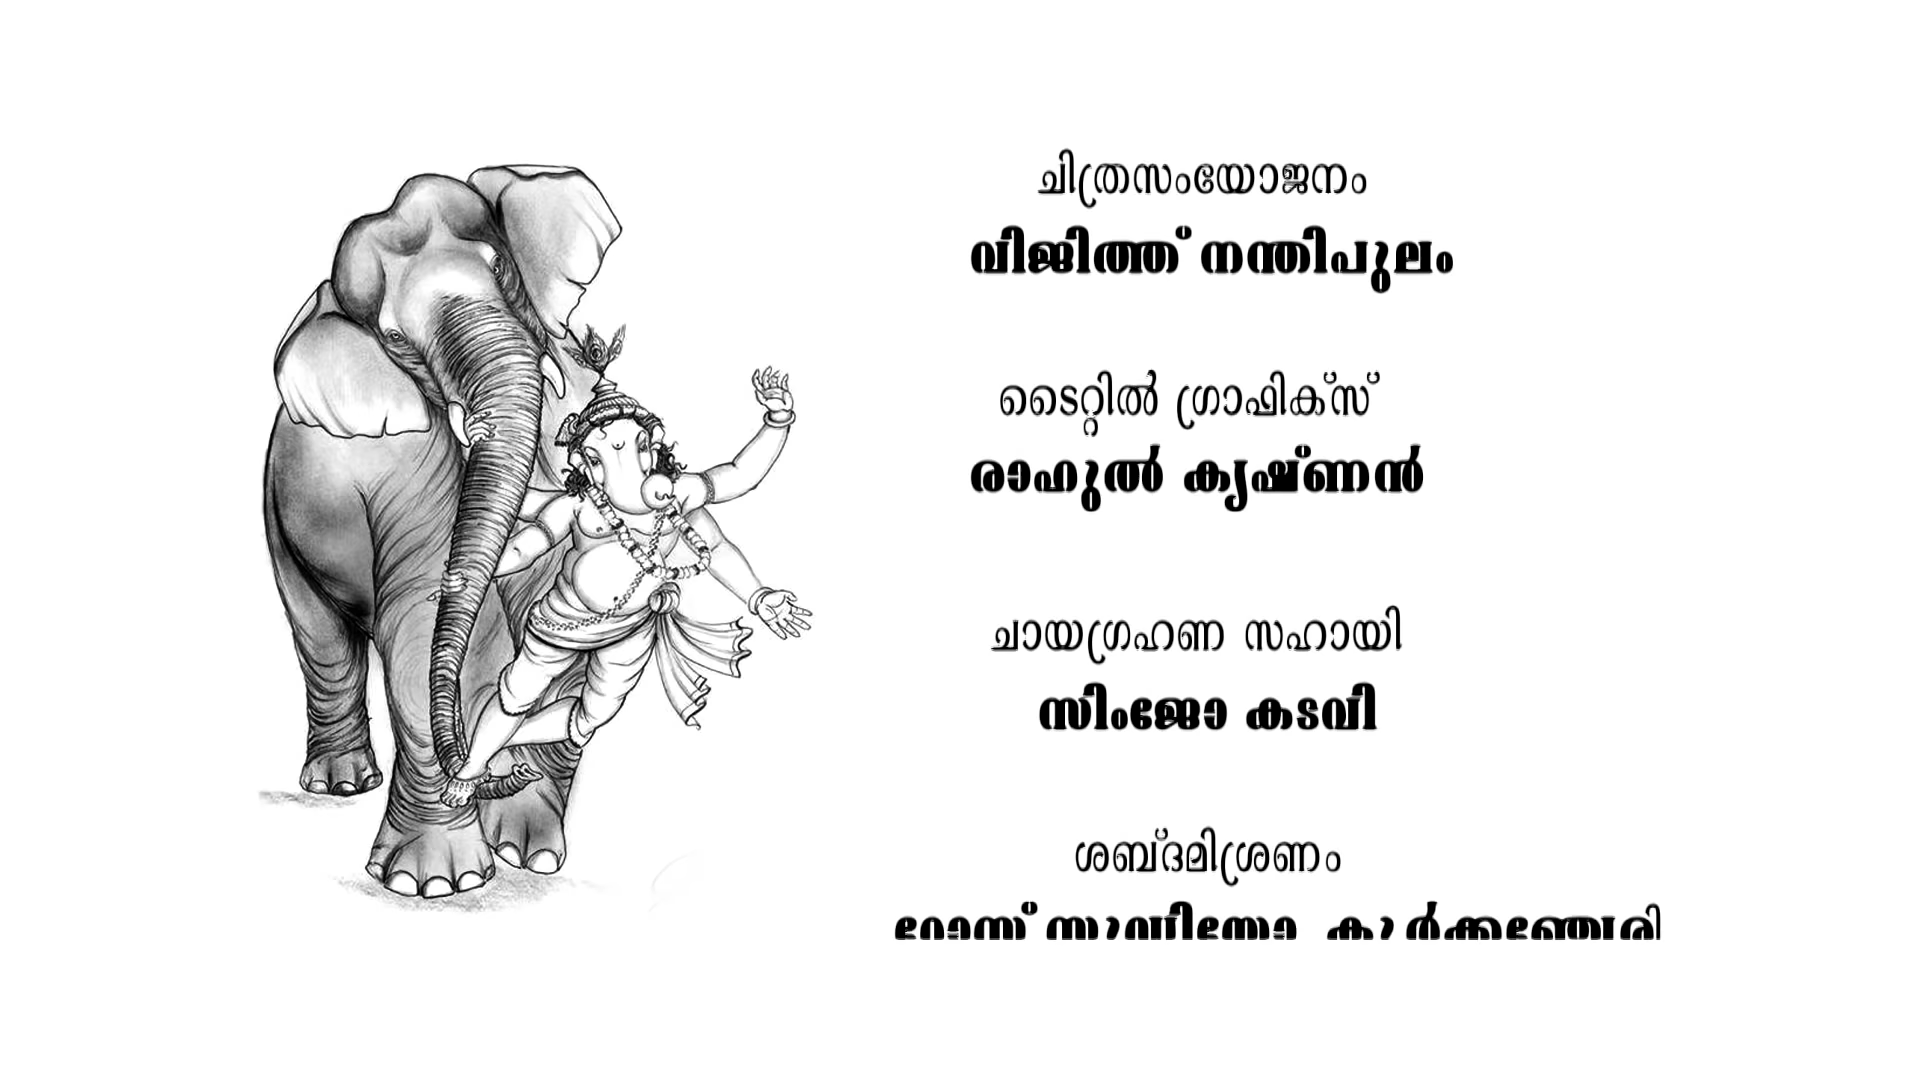 ചിത്രസംയോജനം
വിജിത്ത് നന്തിപുലം
ടൈറ്റിൽ ഗ്രാഫിക്സ്
രാഹുൽ കൃഷ്ണൻ
ചായഗ്രഹണ സഹായി
സിംജോ കടവി
ശബ്ദമിശ്രണം